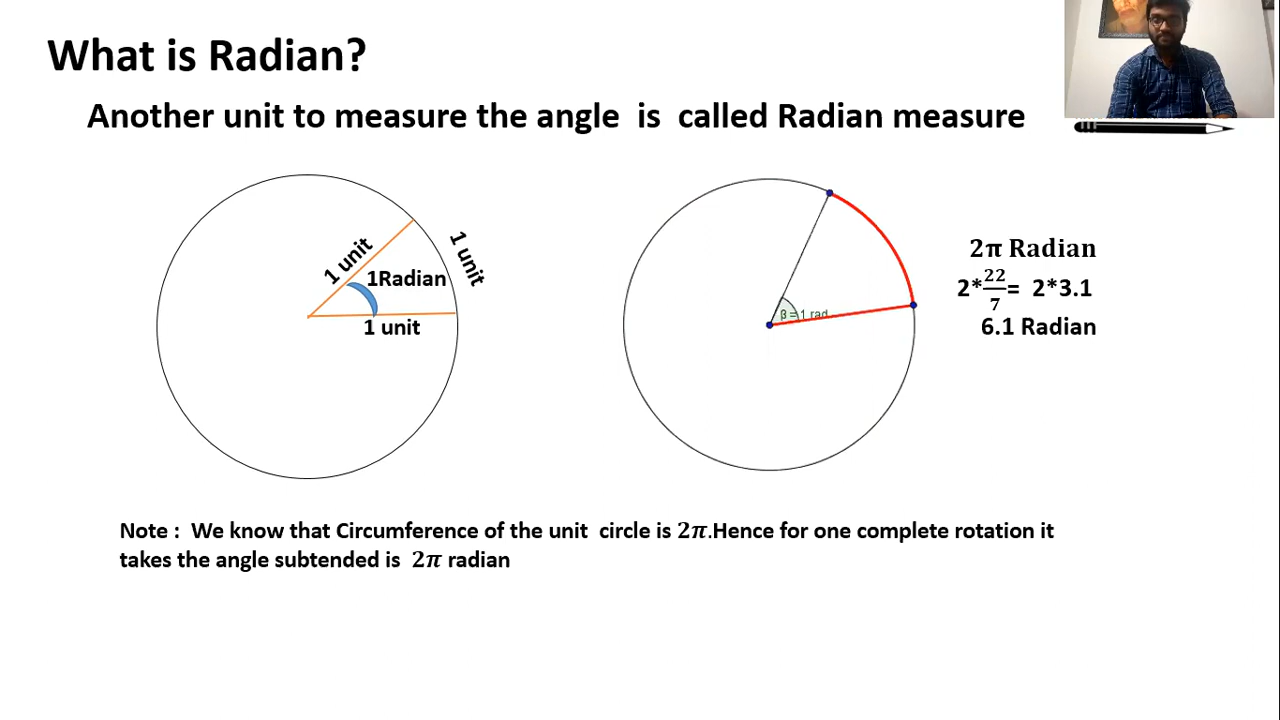 What is Radian?
Another unit to measure the angle is called Radian measure
1 unit
1 unit
1Radian
1 unit
β = 1 rad
2π Radian
2*22/7= 2*3.1
6.1 Radian
Note : We know that Circumference of the unit circle is 2π.Hence for one complete rotation it
takes the angle subtended is 2π radian